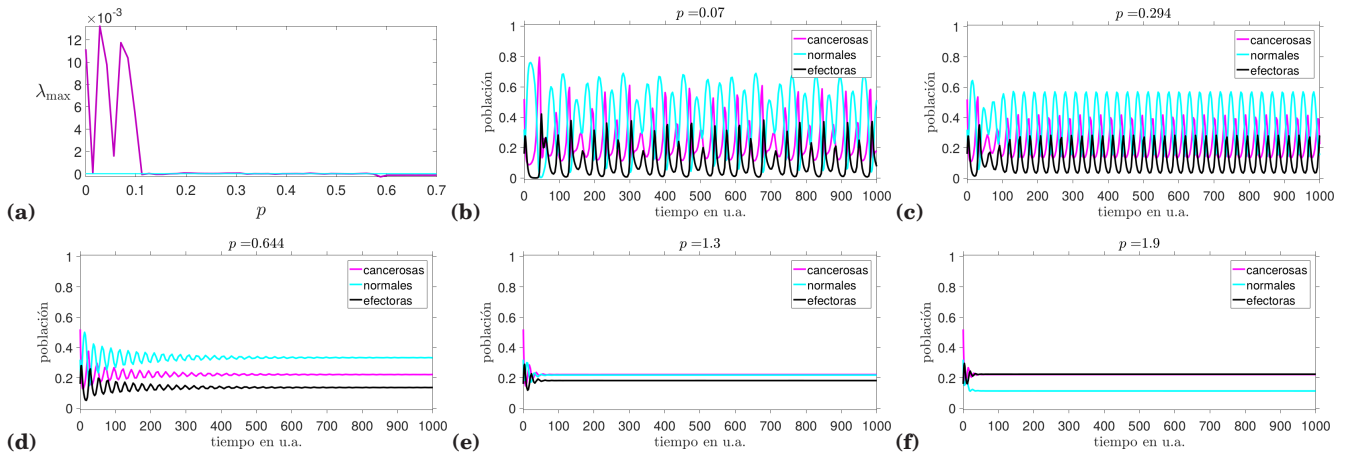 ×10⁻³
12
10
8
6
4
2
0
λmax
0 0.1 0.2 0.3 0.4 0.5 0.6 0.7
p
(a)
p =0.07
1
0.8
0.6
0.4
0.2
0
población
cancerosas
normales
efectoras
0 100 200 300 400 500 600 700 800 900 1000
tiempo en u.a.
(b)
p =0.294
1
0.8
0.6
0.4
0.2
0
población
cancerosas
normales
efectoras
0 100 200 300 400 500 600 700 800 900 1000
tiempo en u.a.
(c)
p =0.644
1
0.8
0.6
0.4
0.2
0
población
cancerosas
normales
efectoras
0 100 200 300 400 500 600 700 800 900 1000
tiempo en u.a.
(d)
p =1.3
1
0.8
0.6
0.4
0.2
0
población
cancerosas
normales
efectoras
0 100 200 300 400 500 600 700 800 900 1000
tiempo en u.a.
(e)
p =1.9
1
0.8
0.6
0.4
0.2
0
población
cancerosas
normales
efectoras
0 100 200 300 400 500 600 700 800 900 1000
tiempo en u.a.
(f)